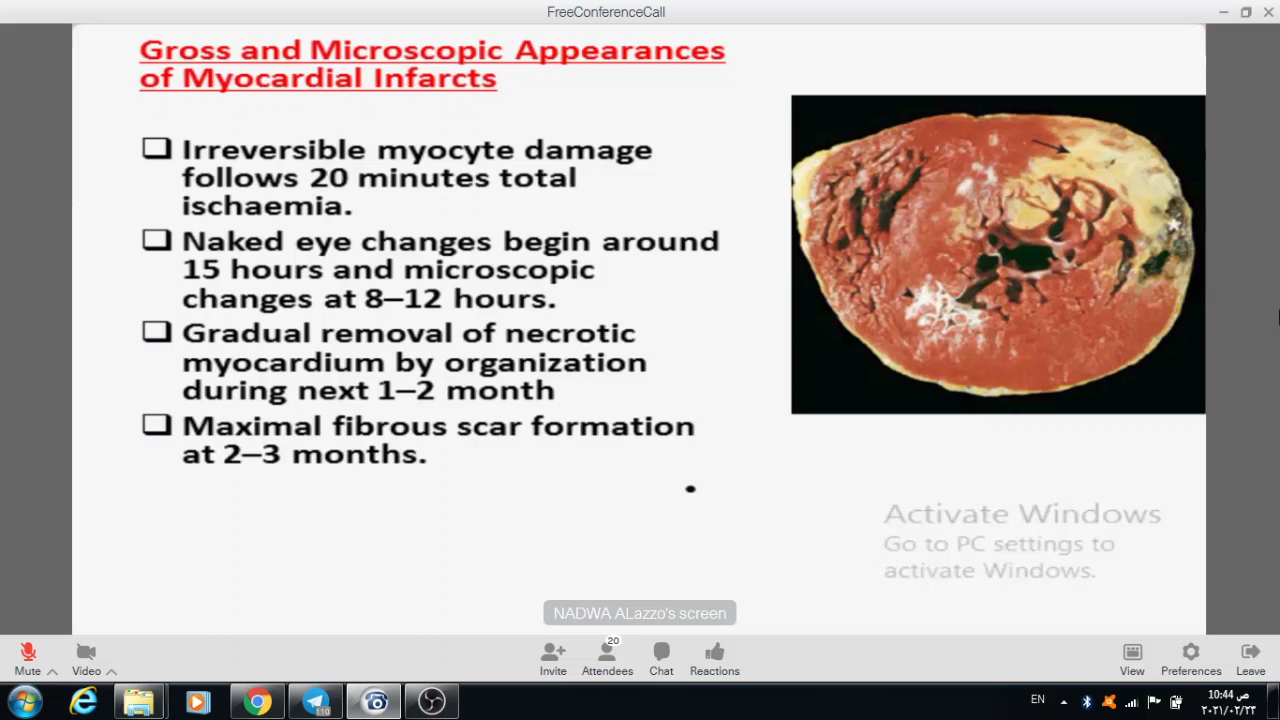 FreeConferenceCall
Gross and Microscopic Appearances
of Myocardial Infarcts
❑ Irreversible myocyte damage
follows 20 minutes total
ischaemia.
❑ Naked eye changes begin around
15 hours and microscopic
changes at 8–12 hours.
❑ Gradual removal of necrotic
myocardium by organization
during next 1–2 month
❑ Maximal fibrous scar formation
at 2–3 months.
•
Activate Windows
Go to PC settings to
activate Windows.
NADWA ALazzo's screen
20
Mute
Video
Invite
Attendees
Chat
Reactions
View
Preferences
Leave
110
EN
10:44 ص
٢٠٢١/٠٢/٢٣